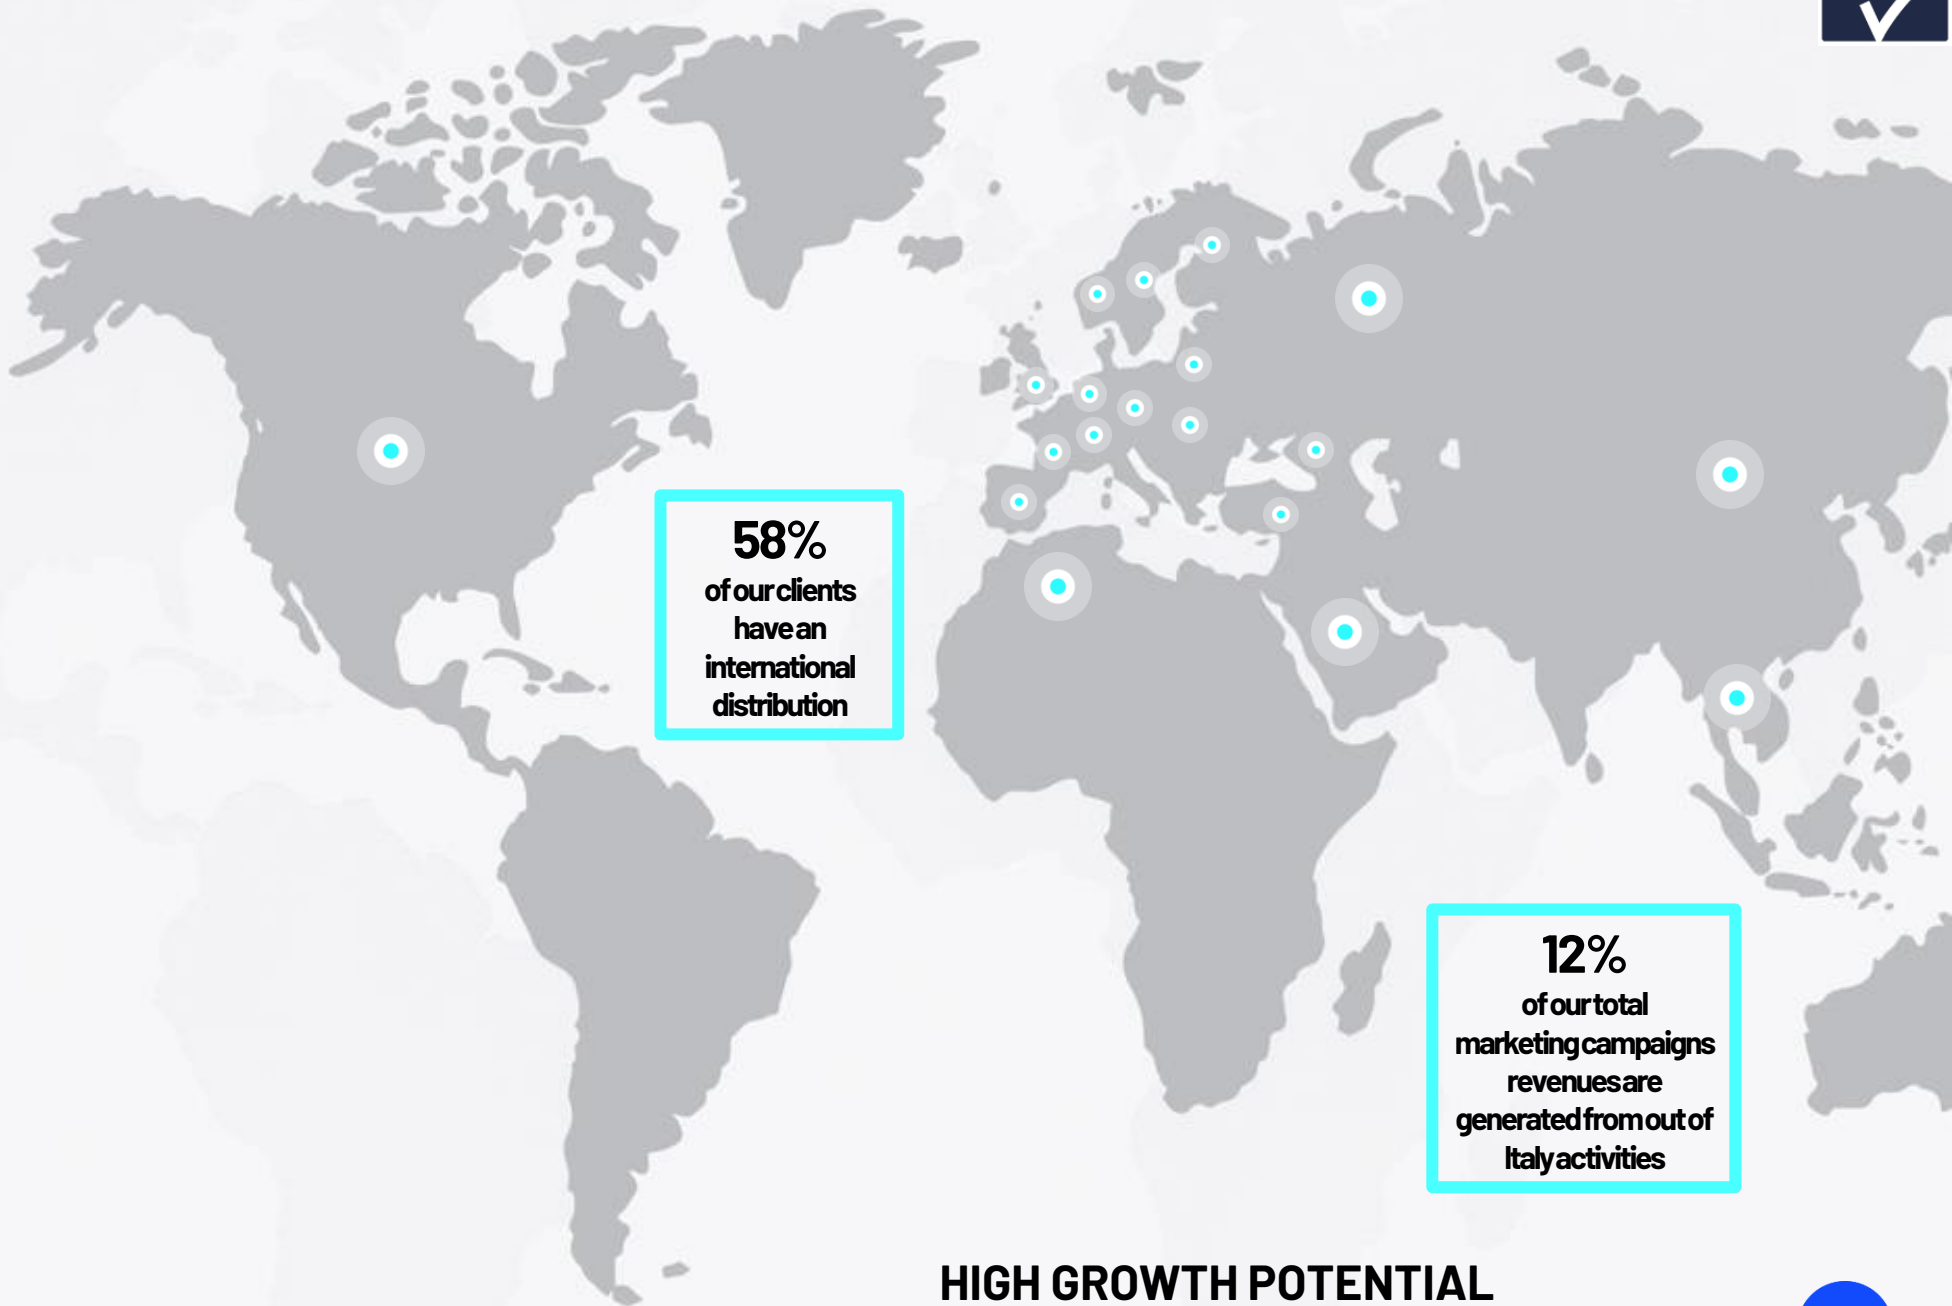 58%
of our clients
have an
international
distribution
12%
of our total
marketing campaigns
revenues are
generated from out of
Italy activities
HIGH GROWTH POTENTIAL